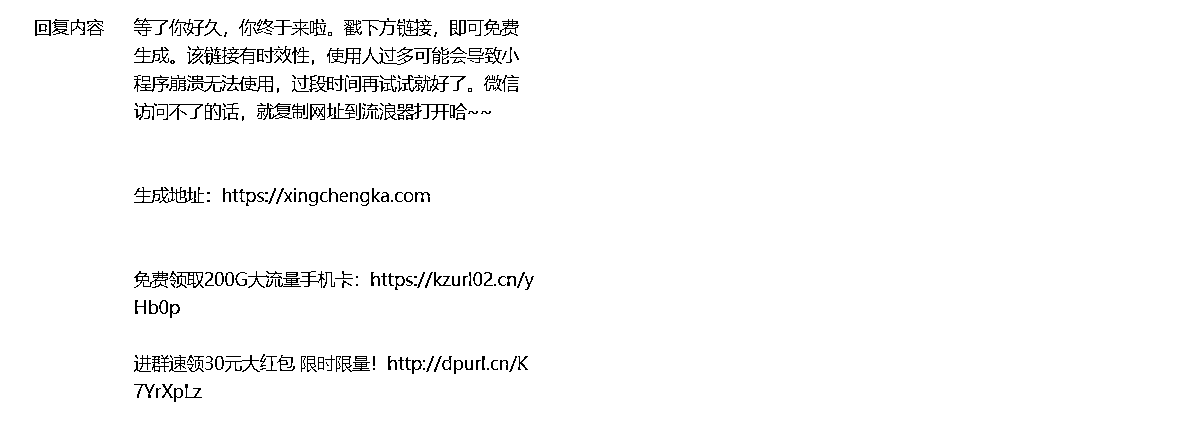 回复内容
等了你好久，你终于来啦。戳下方链接，即可免费
生成。该链接有时效性，使用人过多可能会导致小
程序崩溃无法使用，过段时间再试试就好了。微信
访问不了的话，就复制网址到流浪器打开哈~~
生成地址：https://xingchengka.com
免费领取200G大流量手机卡：https://kzurl02.cn/y
Hb0p
进群速领30元大红包 限时限量！http://dpurl.cn/K
7YrXpLz